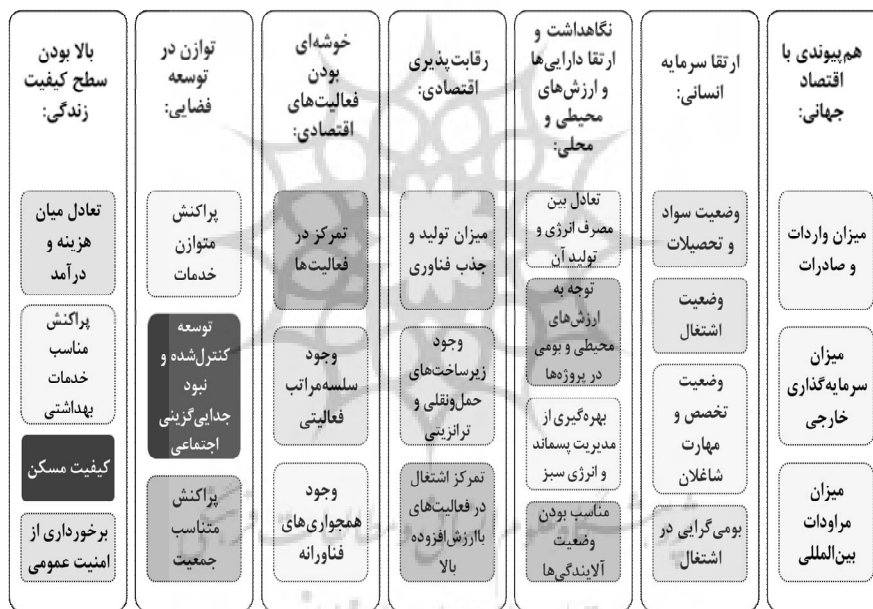 هم‌پیوندی با
اقتصاد
جهانی:
میزان واردات
و صادرات
میزان
سرمایه‌گذاری
خارجی
میزان
مراودات
بین‌المللی
ارتقا سرمایه
انسانی:
وضعیت سواد
و تحصیلات
وضعیت
اشتغال
وضعیت
تخصص و
مهارت
شاغلان
بومی‌گرایی در
اشتغال
نگاهداشت و
ارتقا دارایی‌ها
و ارزش‌های
محیطی و
محلی:
تعادل بین
مصرف انرژی و
تولید آن
توجه به
ارزش‌های
محیطی و بومی
در پروژه‌ها
بهره‌گیری از
مدیریت پسماند
و انرژی سبز
مناسب بودن
وضعیت
آلایندگی‌ها
رقابت‌پذیری
اقتصادی:
میزان تولید و
جذب فناوری
وجود
زیرساخت‌های
حمل‌ونقلی و
ترانزیتی
تمرکز اشتغال
در فعالیت‌های
باارزش‌افزوده
بالا
خوشه‌ای
بودن
فعالیت‌های
اقتصادی:
تمرکز در
فعالیت‌ها
وجود
سلسه‌مراتب
فعالیتی
وجود
همجواری‌های
فناورانه
توازن در
توسعه
فضایی:
پراکنش
متوازن
خدمات
توسعه
کنترل‌شده و
نبود
جدایی‌گزینی
اجتماعی
پراکنش
متناسب
جمعیت
بالا بودن
سطح کیفیت
زندگی:
تعادل میان
هزینه و
درآمد
پراکنش
مناسب
خدمات
بهداشتی
کیفیت مسکن
برخورداری از
امنیت عمومی